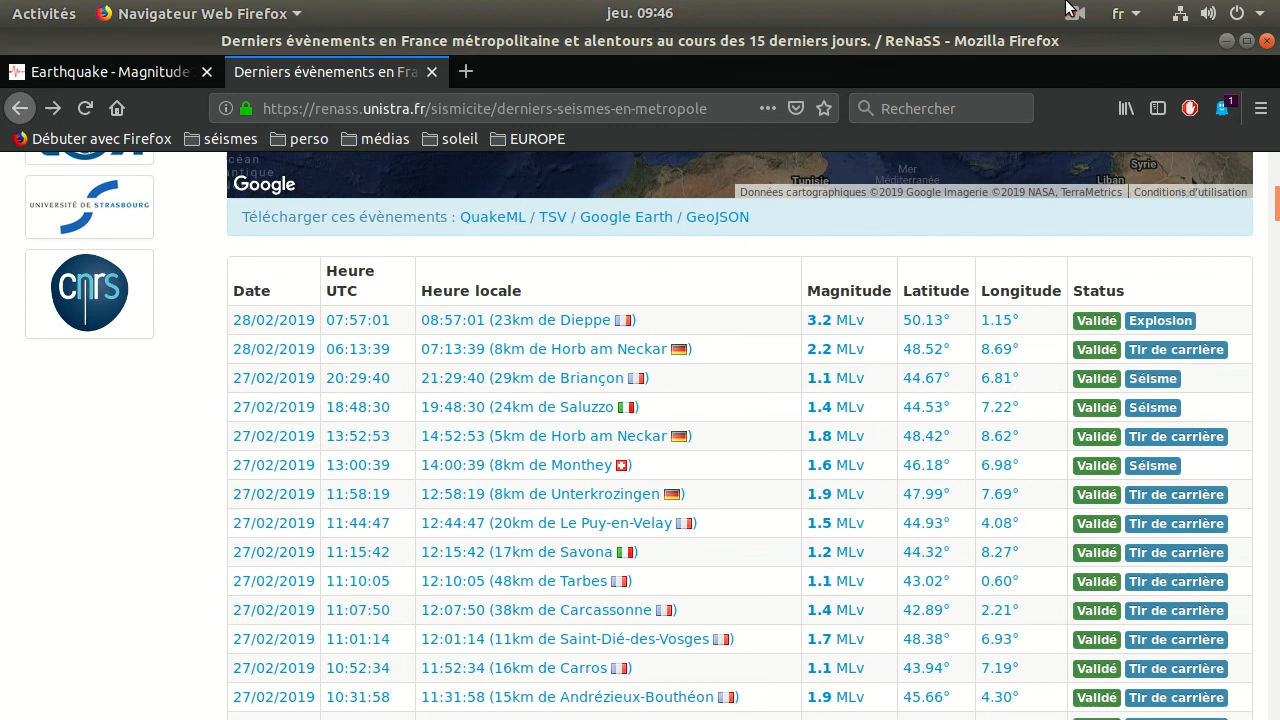 Activités Navigateur Web Firefox jeu. 09:46 fr
Derniers évènements en France métropolitaine et alentours au cours des 15 derniers jours. / ReNaSS - Mozilla Firefox
Earthquake - Magnitude Derniers évènements en Fra
https://renass.unistra.fr/sismicite/derniers-seismes-en-metropole Rechercher 1
Débuter avec Firefox séismes perso médias soleil EUROPE
céan
antique
Tunisie
Mer
Méditerranée
Syrie
Liban
Google
Données cartographiques ©2019 Google Imagerie ©2019 NASA, TerraMetrics Conditions d'utilisation
UNIVERSITÉ DE STRASBOURG
cnrs
Télécharger ces évènements : QuakeML / TSV / Google Earth / GeoJSON
Date Heure UTC Heure locale Magnitude Latitude Longitude Status
28/02/2019 07:57:01 08:57:01 (23km de Dieppe) 3.2 MLv 50.13° 1.15° Validé Explosion
28/02/2019 06:13:39 07:13:39 (8km de Horb am Neckar) 2.2 MLv 48.52° 8.69° Validé Tir de carrière
27/02/2019 20:29:40 21:29:40 (29km de Briançon) 1.1 MLv 44.67° 6.81° Validé Séisme
27/02/2019 18:48:30 19:48:30 (24km de Saluzzo) 1.4 MLv 44.53° 7.22° Validé Séisme
27/02/2019 13:52:53 14:52:53 (5km de Horb am Neckar) 1.8 MLv 48.42° 8.62° Validé Tir de carrière
27/02/2019 13:00:39 14:00:39 (8km de Monthey) 1.6 MLv 46.18° 6.98° Validé Séisme
27/02/2019 11:58:19 12:58:19 (8km de Unterkrozingen) 1.9 MLv 47.99° 7.69° Validé Tir de carrière
27/02/2019 11:44:47 12:44:47 (20km de Le Puy-en-Velay) 1.5 MLv 44.93° 4.08° Validé Tir de carrière
27/02/2019 11:15:42 12:15:42 (17km de Savona) 1.2 MLv 44.32° 8.27° Validé Tir de carrière
27/02/2019 11:10:05 12:10:05 (48km de Tarbes) 1.1 MLv 43.02° 0.60° Validé Tir de carrière
27/02/2019 11:07:50 12:07:50 (38km de Carcassonne) 1.4 MLv 42.89° 2.21° Validé Tir de carrière
27/02/2019 11:01:14 12:01:14 (11km de Saint-Dié-des-Vosges) 1.7 MLv 48.38° 6.93° Validé Tir de carrière
27/02/2019 10:52:34 11:52:34 (16km de Carros) 1.1 MLv 43.94° 7.19° Validé Tir de carrière
27/02/2019 10:31:58 11:31:58 (15km de Andrézieux-Bouthéon) 1.9 MLv 45.66° 4.30° Validé Tir de carrière